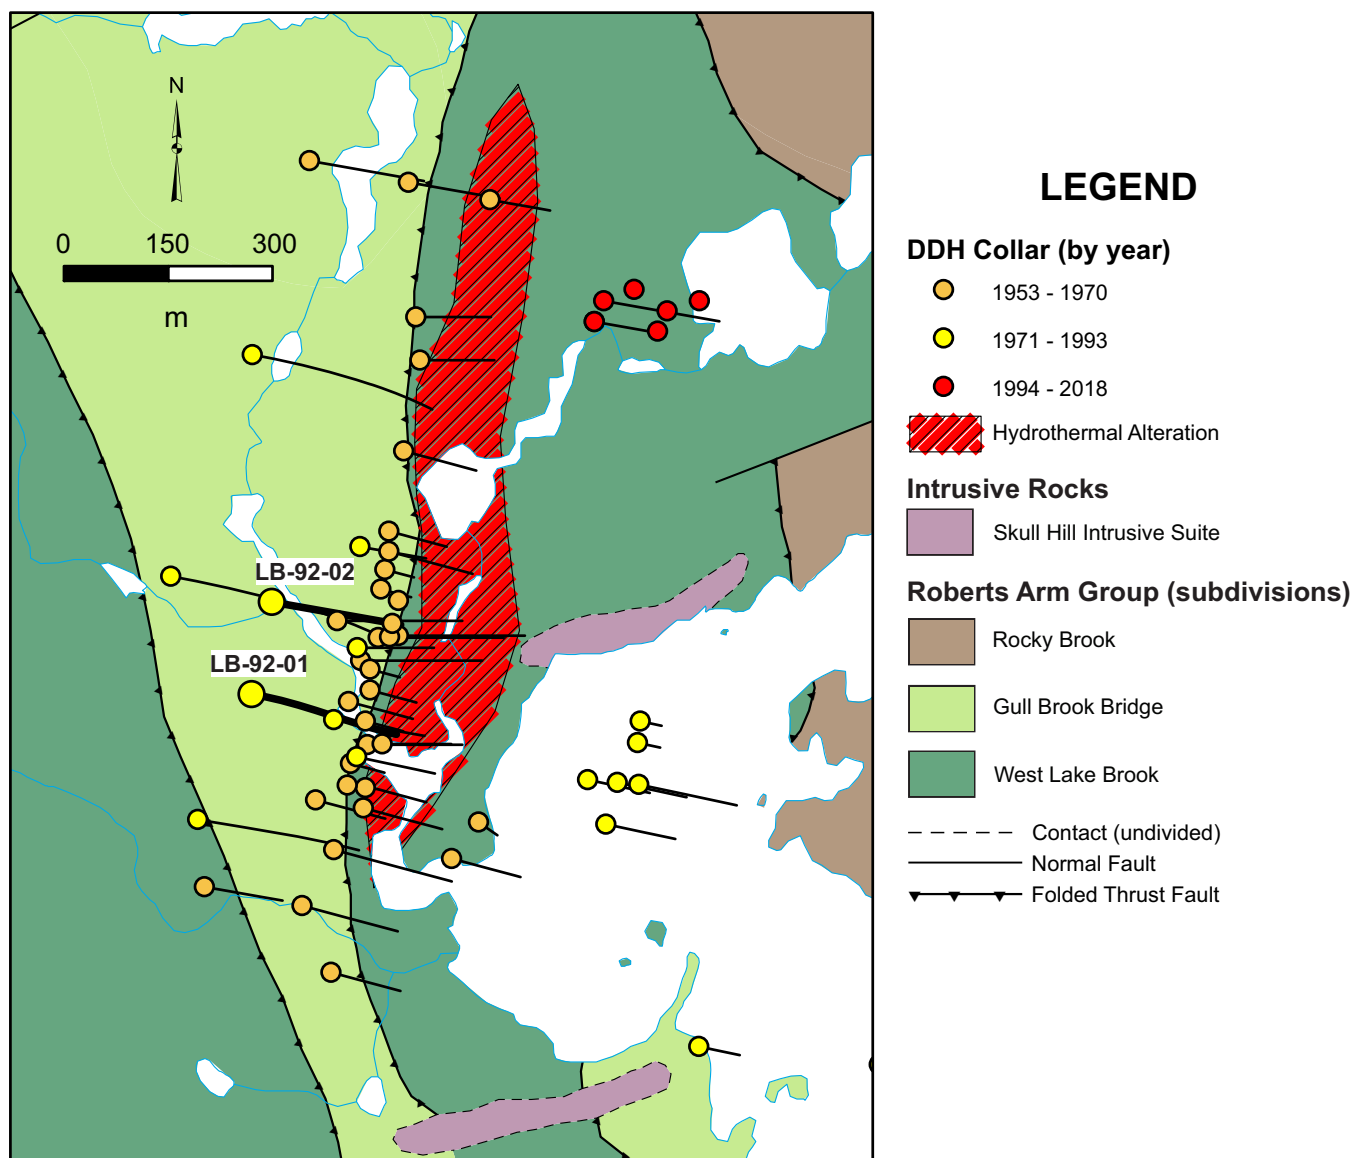 N
0 150 300
m
LB-92-02
LB-92-01
LEGEND
DDH Collar (by year)
1953 - 1970
1971 - 1993
1994 - 2018
Hydrothermal Alteration
Intrusive Rocks
Skull Hill Intrusive Suite
Roberts Arm Group (subdivisions)
Rocky Brook
Gull Brook Bridge
West Lake Brook
Contact (undivided)
Normal Fault
Folded Thrust Fault